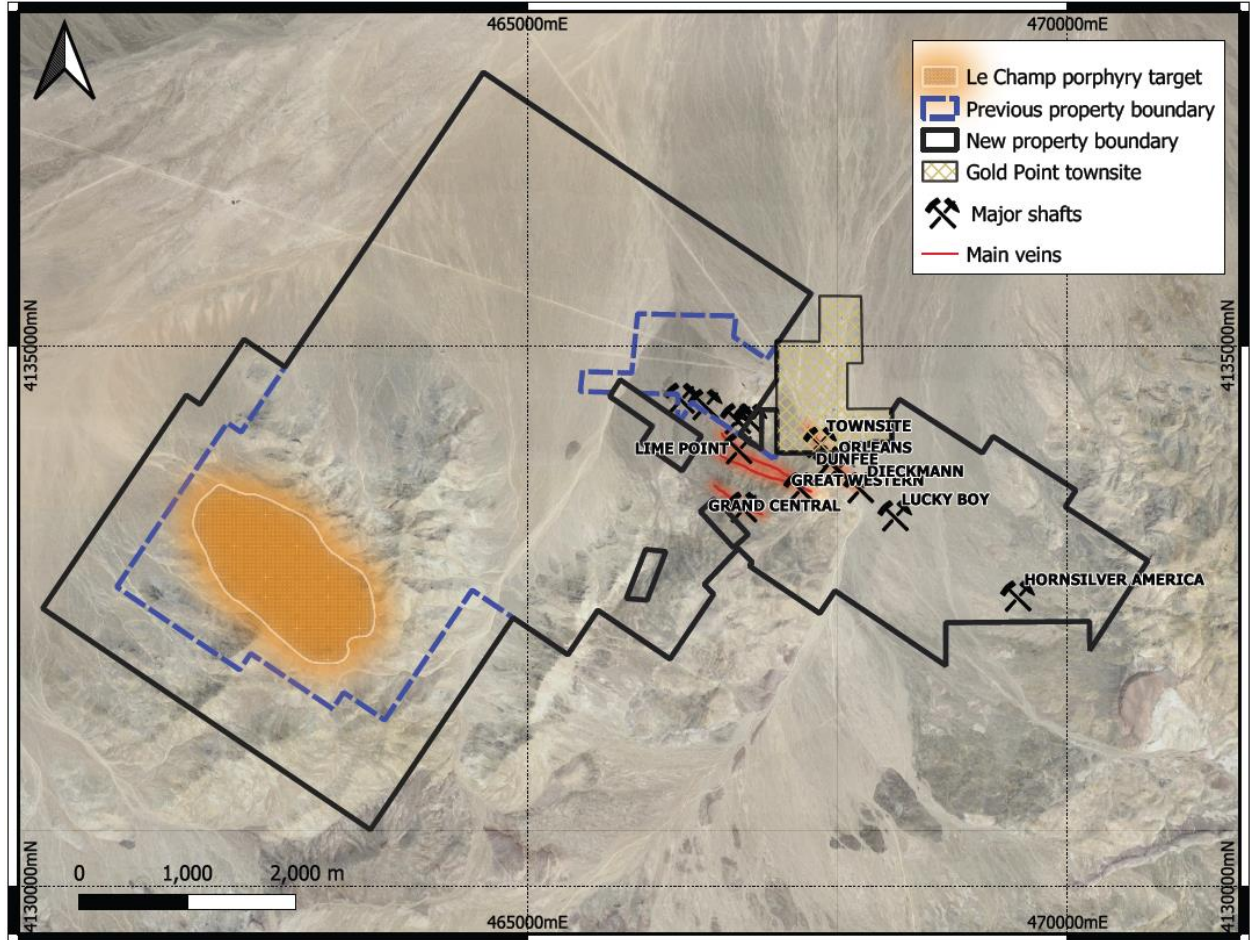 465000mE
470000mE
Le Champ porphyry target
Previous property boundary
New property boundary
Gold Point townsite
Major shafts
Main veins
4135000mN
4135000mN
TOWNSITE
ORLEANS
LIME POINT
DUNFEE
DIECKMANN
GREAT WESTERN
LUCKY BOY
GRAND CENTRAL
HORNSILVER AMERICA
0 1,000 2,000 m
4130000mN
4130000mN
465000mE
470000mE